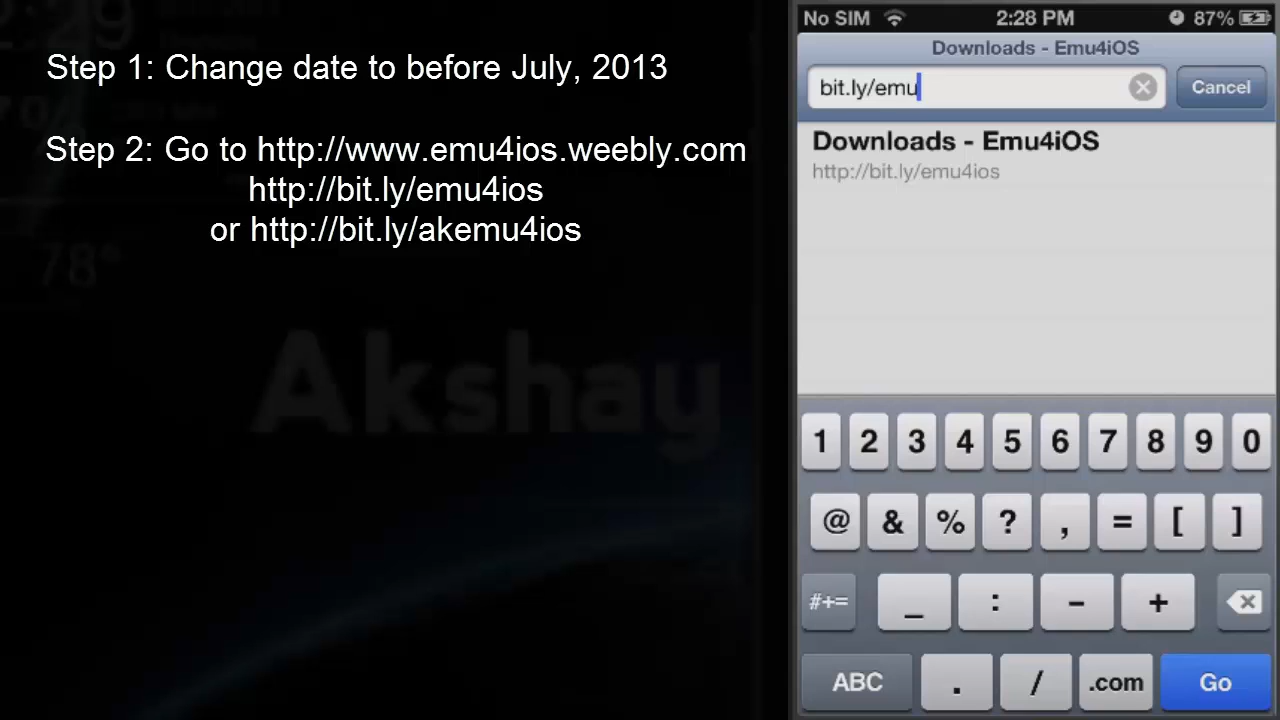 Step 1: Change date to before July, 2013
Step 2: Go to http://www.emu4ios.weebly.com
http://bit.ly/emu4ios
or http://bit.ly/akemu4ios
78°
Akshay
No SIM 2:28 PM 87%
Downloads - Emu4iOS
bit.ly/emu Cancel
Downloads - Emu4iOS
http://bit.ly/emu4ios
1 2 3 4 5 6 7 8 9 0
@ & % ? , = [ ]
#+= _ : - +
ABC . / .com Go